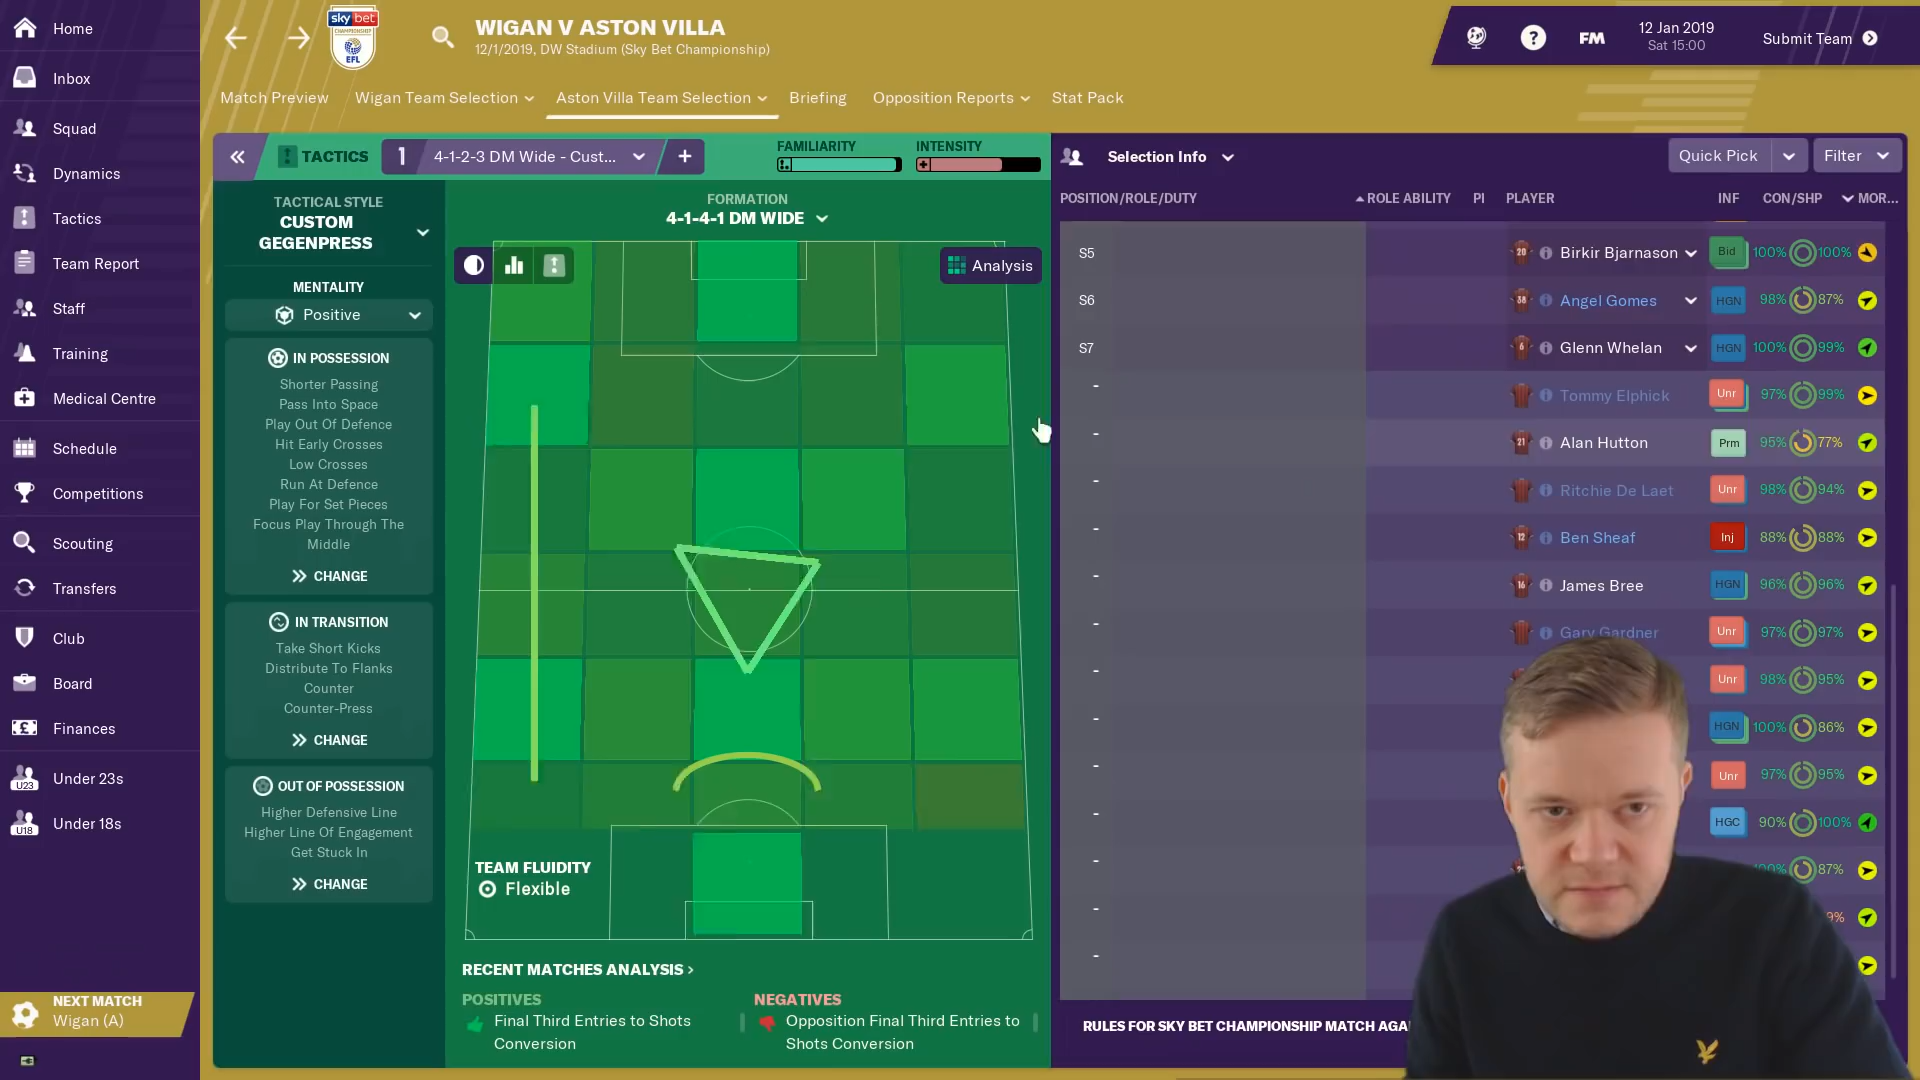 Home
Inbox
Squad
Dynamics
Tactics
Team Report
Staff
Training
Medical Centre
Schedule
Competitions
Scouting
Transfers
Club
Board
Finances
U23
Under 23s
U18
Under 18s
NEXT MATCH
Wigan (A)
sky bet
CHAMPIONSHIP
EFL
WIGAN V ASTON VILLA
12/1/2019, DW Stadium (Sky Bet Championship)
? FM
12 Jan 2019
Sat 15:00
Submit Team
Match Preview
Wigan Team Selection
Aston Villa Team Selection
Briefing
Opposition Reports
Stat Pack
TACTICS
1
4-1-2-3 DM Wide - Cust...
+
FAMILIARITY
INTENSITY
TACTICAL STYLE
CUSTOM
GEGENPRESS
MENTALITY
Positive
IN POSSESSION
Shorter Passing
Pass Into Space
Play Out Of Defence
Hit Early Crosses
Low Crosses
Run At Defence
Play For Set Pieces
Focus Play Through The
Middle
CHANGE
IN TRANSITION
Take Short Kicks
Distribute To Flanks
Counter
Counter-Press
CHANGE
OUT OF POSSESSION
Higher Defensive Line
Higher Line Of Engagement
Get Stuck In
CHANGE
FORMATION
4-1-4-1 DM WIDE
Analysis
TEAM FLUIDITY
Flexible
RECENT MATCHES ANALYSIS >
POSITIVES
Final Third Entries to Shots
Conversion
NEGATIVES
Opposition Final Third Entries to
Shots Conversion
Selection Info
Quick Pick
Filter
POSITION/ROLE/DUTY ROLE ABILITY PI PLAYER INF CON/SHP MOR...
S5 20 Birkir Bjarnason Bid 100% 100%
S6 38 Angel Gomes HGN 98% 87%
S7 6 Glenn Whelan HGN 100% 99%
- Tommy Elphick Unr 97% 99%
- 21 Alan Hutton Prm 95% 77%
- Ritchie De Laet Unr 98% 94%
- 12 Ben Sheaf Inj 88% 88%
- 16 James Bree HGN 96% 96%
- Gary Gardner Unr 97% 97%
- Unr 98% 95%
- HGN 100% 86%
- Unr 97% 95%
- HGC 90% 100%
- 87%
-
-
RULES FOR SKY BET CHAMPIONSHIP MATCH